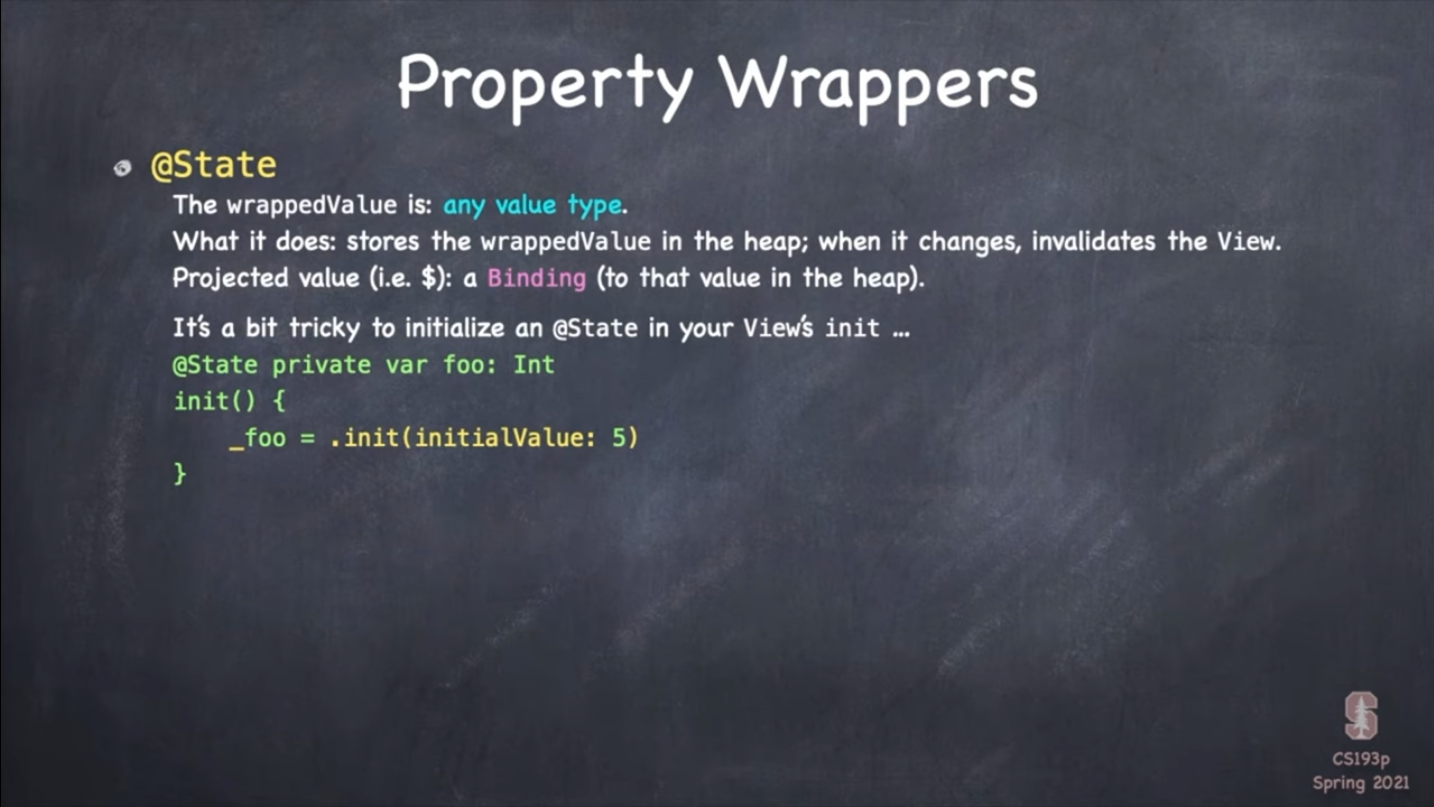 Property Wrappers
@State
The wrappedValue is: any value type.
What it does: stores the wrappedValue in the heap; when it changes, invalidates the View.
Projected value (i.e. $): a Binding (to that value in the heap).
It's a bit tricky to initialize an @State in your View's init ...
@State private var foo: Int
init() {
_foo = .init(initialValue: 5)
}
S
CS193p
Spring 2021